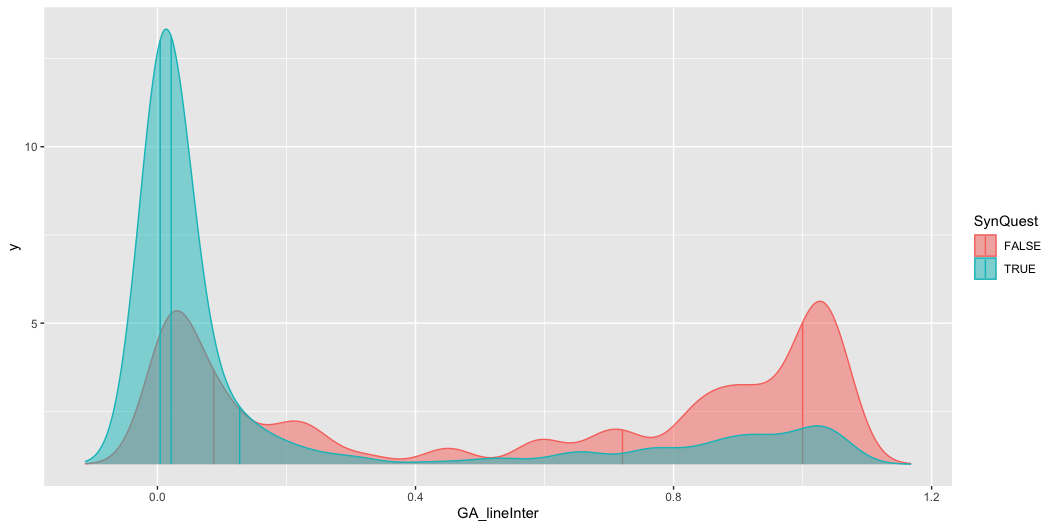 10
5
y
0.0 0.4 0.8 1.2
GA_lineInter
SynQuest
FALSE
TRUE